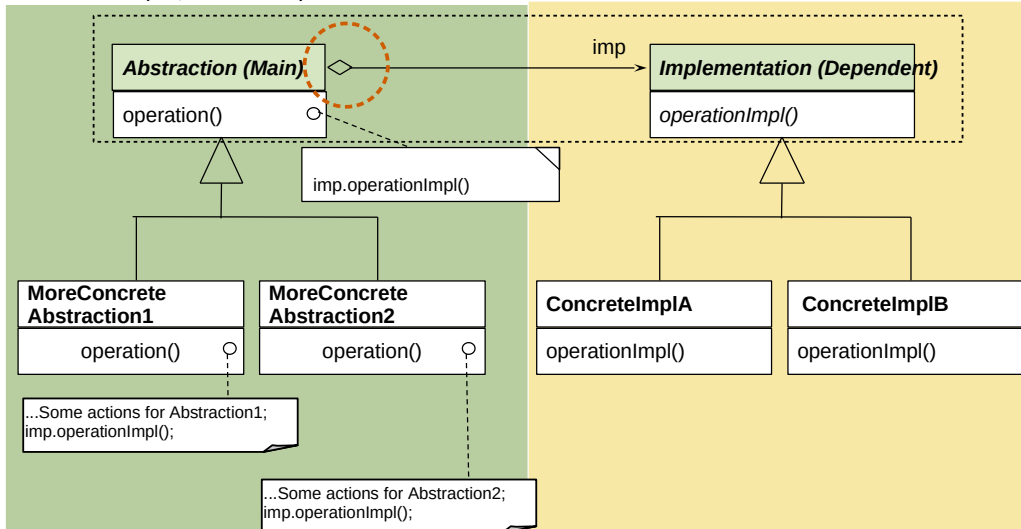 imp
Abstraction (Main)
Implementation (Dependent)
operation()
operationImpl()
imp.operationImpl()
MoreConcrete
Abstraction1
MoreConcrete
Abstraction2
ConcreteImplA
ConcreteImplB
operation()
operation()
operationImpl()
operationImpl()
...Some actions for Abstraction1;
imp.operationImpl();
...Some actions for Abstraction2;
imp.operationImpl();